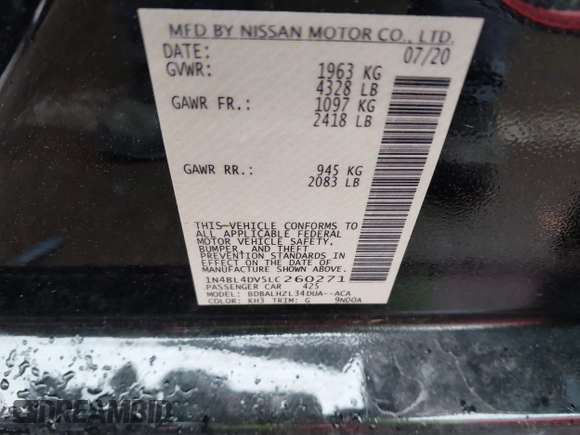 MFD BY NISSAN MOTOR CO., LTD.
DATE: 07/20
GVWR: 1963 KG
4328 LB
GAWR FR.: 1097 KG
2418 LB
GAWR RR.: 945 KG
2083 LB
THIS VEHICLE CONFORMS TO
ALL APPLICABLE FEDERAL
MOTOR VEHICLE SAFETY,
BUMPER, AND THEFT
PREVENTION STANDARDS IN
EFFECT ON THE DATE OF
MANUFACTURE SHOWN ABOVE.
1N4BL4DV5LC260271
PASSENGER CAR 425
MODEL: BDBALHZL34DUA--ACA
COLOR: KH3 TRIM: G 9N00A
DREAMBID